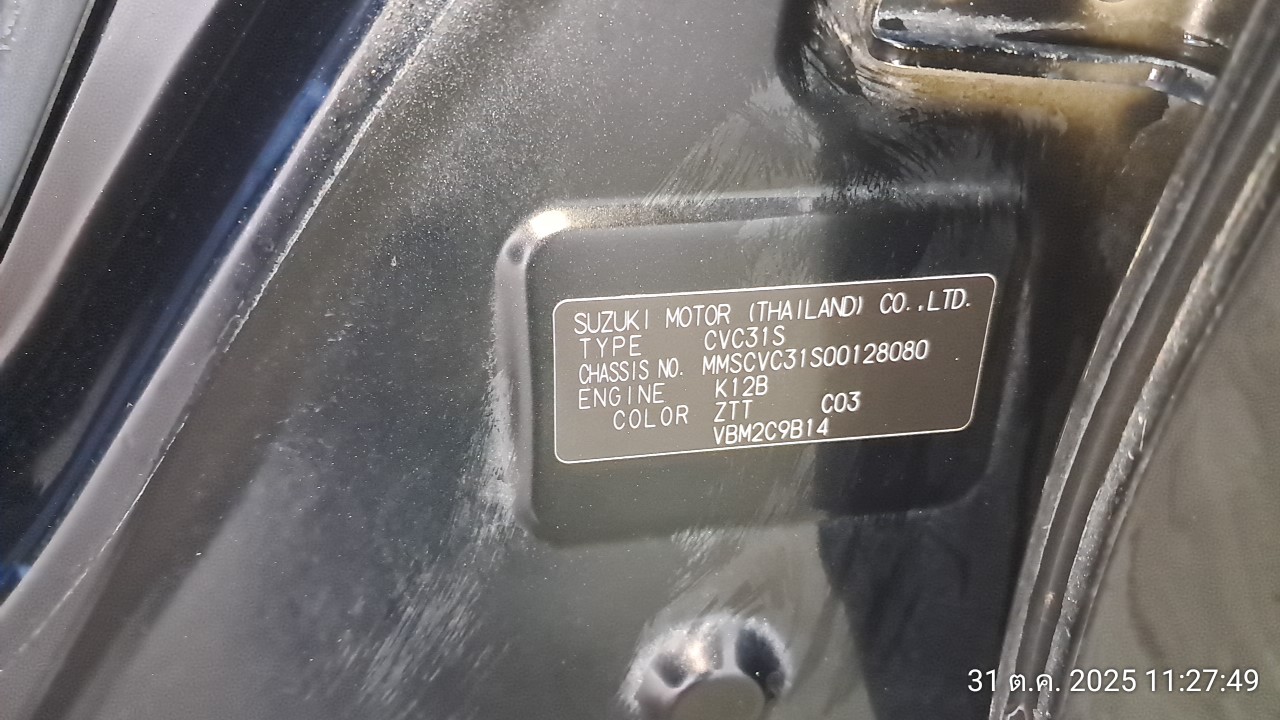 SUZUKI MOTOR (THAILAND) CO.,LTD.
TYPE CVC31S
CHASSIS NO. MMSCVC31S00128080
ENGINE K12B
COLOR ZTT C03
VBM2C9B14
31 ต.ค. 2025 11:27:49